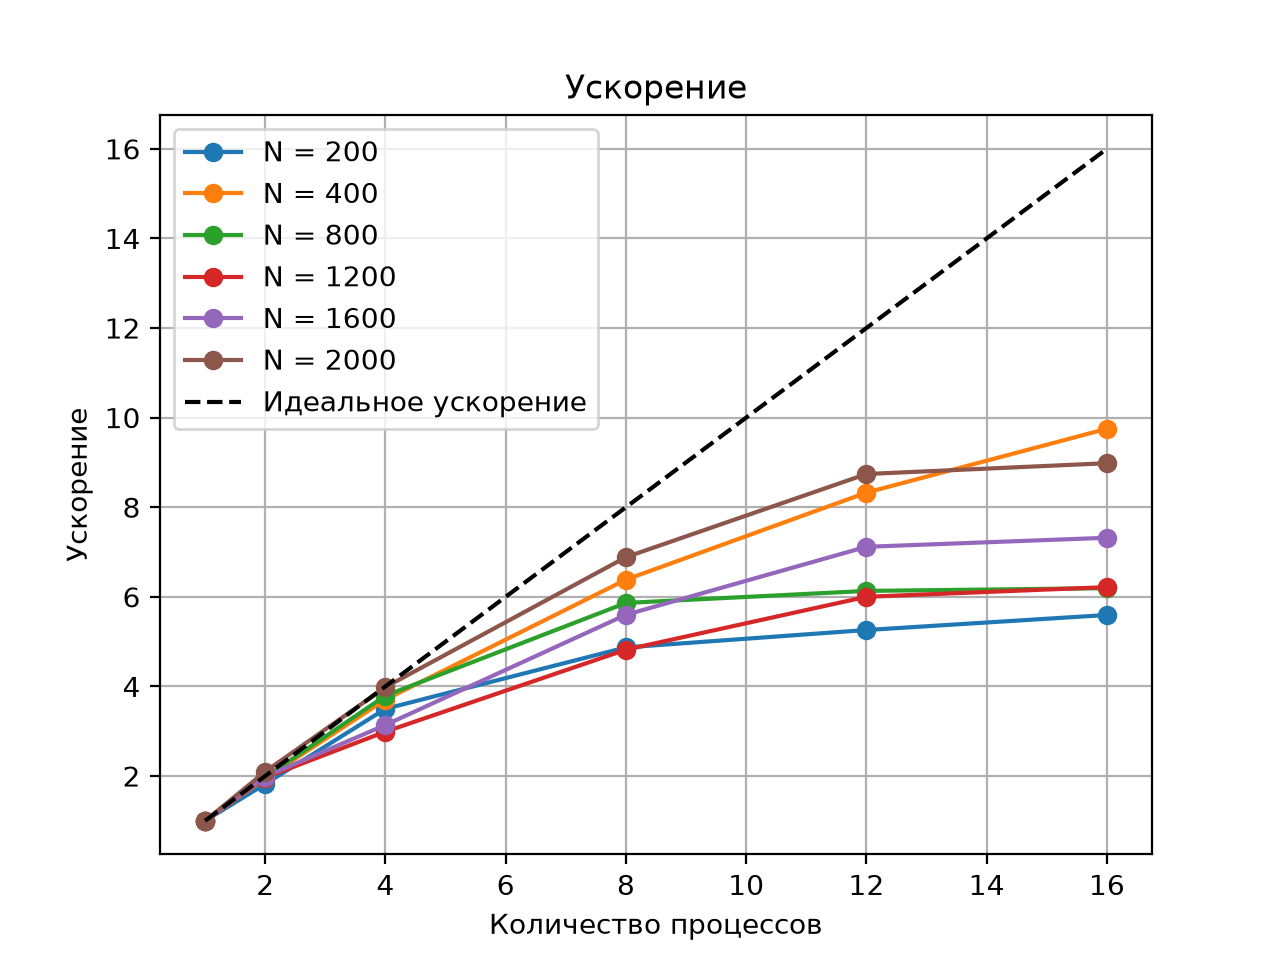 Ускорение
N = 200
N = 400
N = 800
N = 1200
N = 1600
N = 2000
Идеальное ускорение
Ускорение
16
14
12
10
8
6
4
2
2 4 6 8 10 12 14 16
Количество процессов